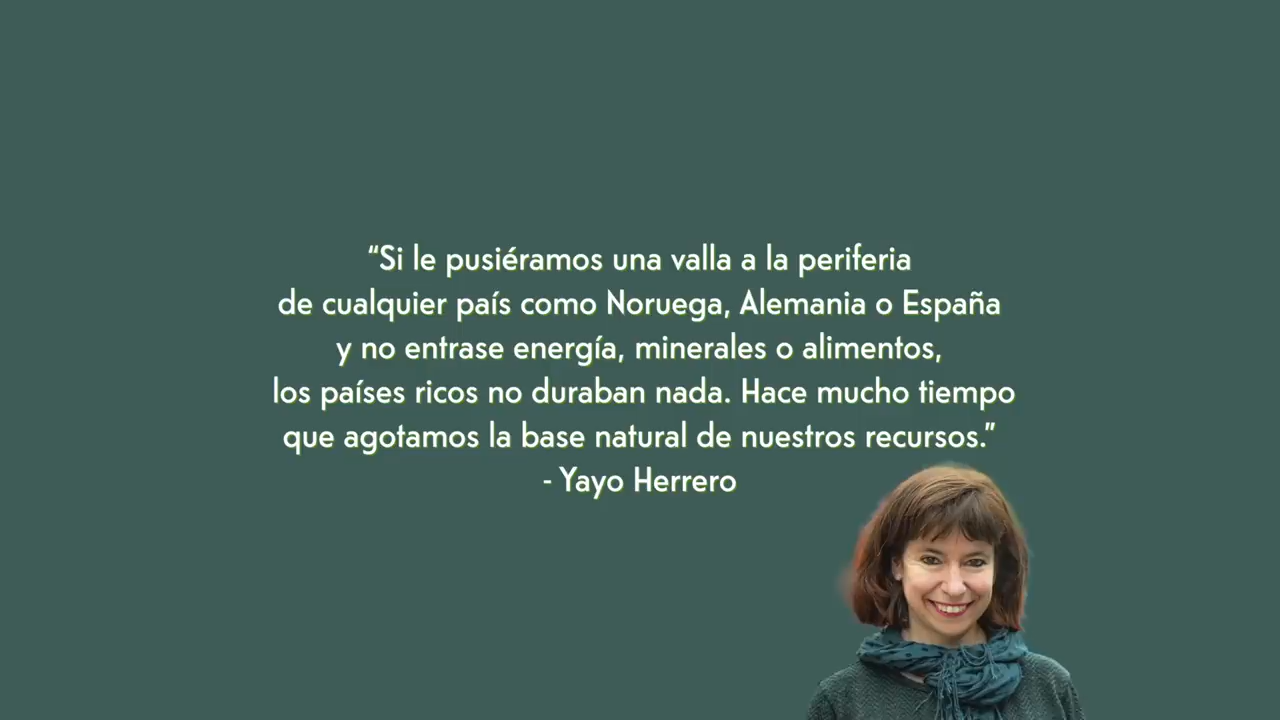 “Si le pusiéramos una valla a la periferia
de cualquier país como Noruega, Alemania o España
y no entrase energía, minerales o alimentos,
los países ricos no duraban nada. Hace mucho tiempo
que agotamos la base natural de nuestros recursos.”
- Yayo Herrero